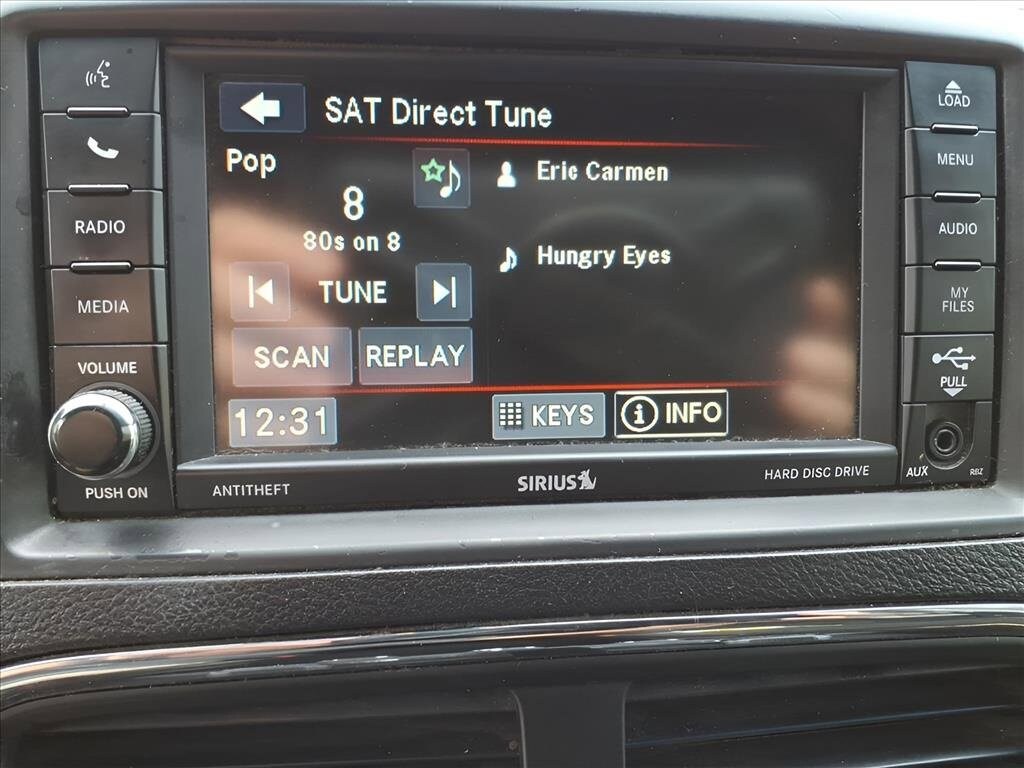 SAT Direct Tune
Pop
8
80s on 8
TUNE
SCAN
REPLAY
12:31
Eric Carmen
Hungry Eyes
KEYS
INFO
RADIO
MEDIA
VOLUME
PUSH ON
LOAD
MENU
AUDIO
MY
FILES
PULL
AUX
RBZ
ANTITHEFT
SIRIUS
HARD DISC DRIVE